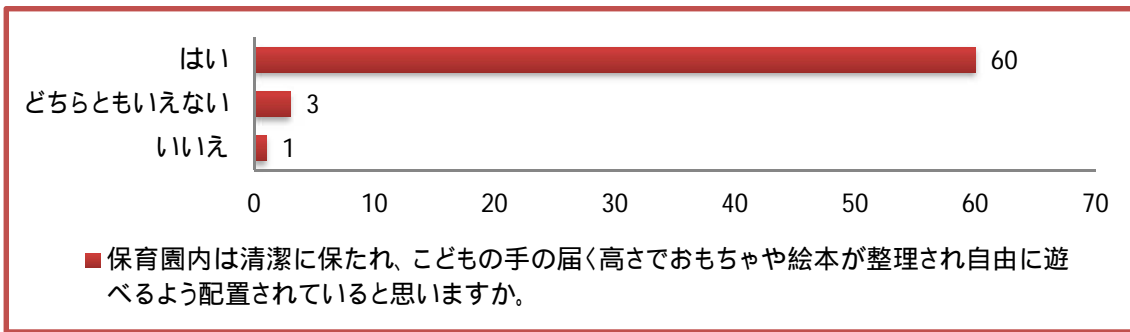 はい 60
どちらともいえない 3
いいえ 1
0 10 20 30 40 50 60 70
保育園内は清潔に保たれ、こどもの手の届く高さでおもちゃや絵本が整理され自由に遊
べるよう配置されていると思いますか。